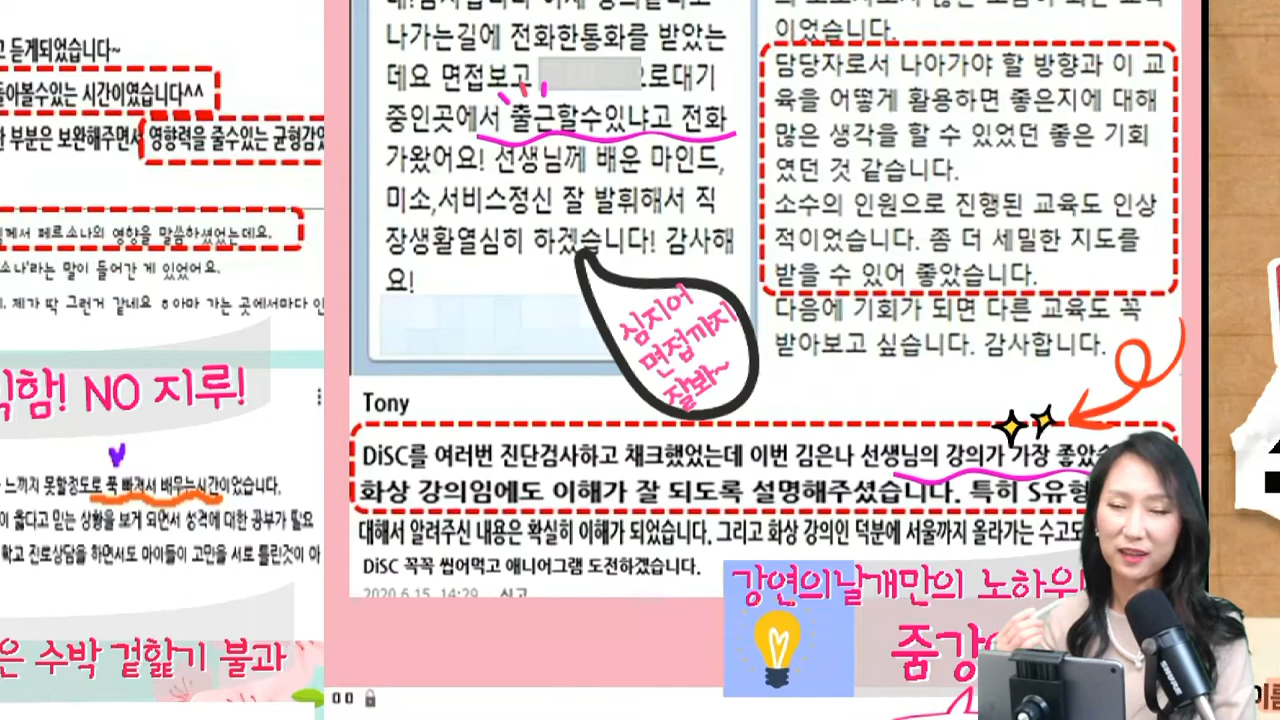 고 듣게되었습니다~
돌아볼수있는 시간이였습니다^^
한 부분은 보완해주면서 영향력을 줄수있는 균형감있
께서 페르소나의 영향을 말씀하셨었는데요.
소나'라는 말이 들어간 게 있었어요.
제가 딱 그런거 같네요 ㅎ아마 가는 곳에서마다 인
함! NO 지루!
느끼지 못할정도로 푹 빠져서 배우는시간이었습니다.
이 옳다고 믿는 상황을 보게 되면서 성격에 대한 공부가 필요
학교 진로상담을 하면서도 아이들이 고민을 서로 틀린것이 아
은 수박 겉핥기 불과
나가는길에 전화한통화를 받았는
데요 면접보고 으로대기
중인곳에서 출근할수있냐고 전화
가왔어요! 선생님께 배운 마인드,
미소,서비스정신 잘 발휘해서 직
장생활열심히 하겠습니다! 감사해
요!
심지어
면접까지
잘봐~
이었습니다.
담당자로서 나아가야 할 방향과 이 교
육을 어떻게 활용하면 좋은지에 대해
많은 생각을 할 수 있었던 좋은 기회
였던 것 같습니다.
소수의 인원으로 진행된 교육도 인상
적이었습니다. 좀 더 세밀한 지도를
받을 수 있어 좋았습니다.
다음에 기회가 되면 다른 교육도 꼭
받아보고 싶습니다. 감사합니다.
Tony
DiSC를 여러번 진단검사하고 채크했었는데 이번 김은나 선생님의 강의가 가장 좋았
화상 강의임에도 이해가 잘 되도록 설명해주셨습니다. 특히 S유형
대해서 알려주신 내용은 확실히 이해가 되었습니다. 그리고 화상 강의인 덕분에 서울까지 올라가는 수고도
DiSC 꼭꼭 씹어먹고 애니어그램 도전하겠습니다.
2020.6.15. 14:29 신고
강연의날개만의 노하우
줌강
SHURE
이름